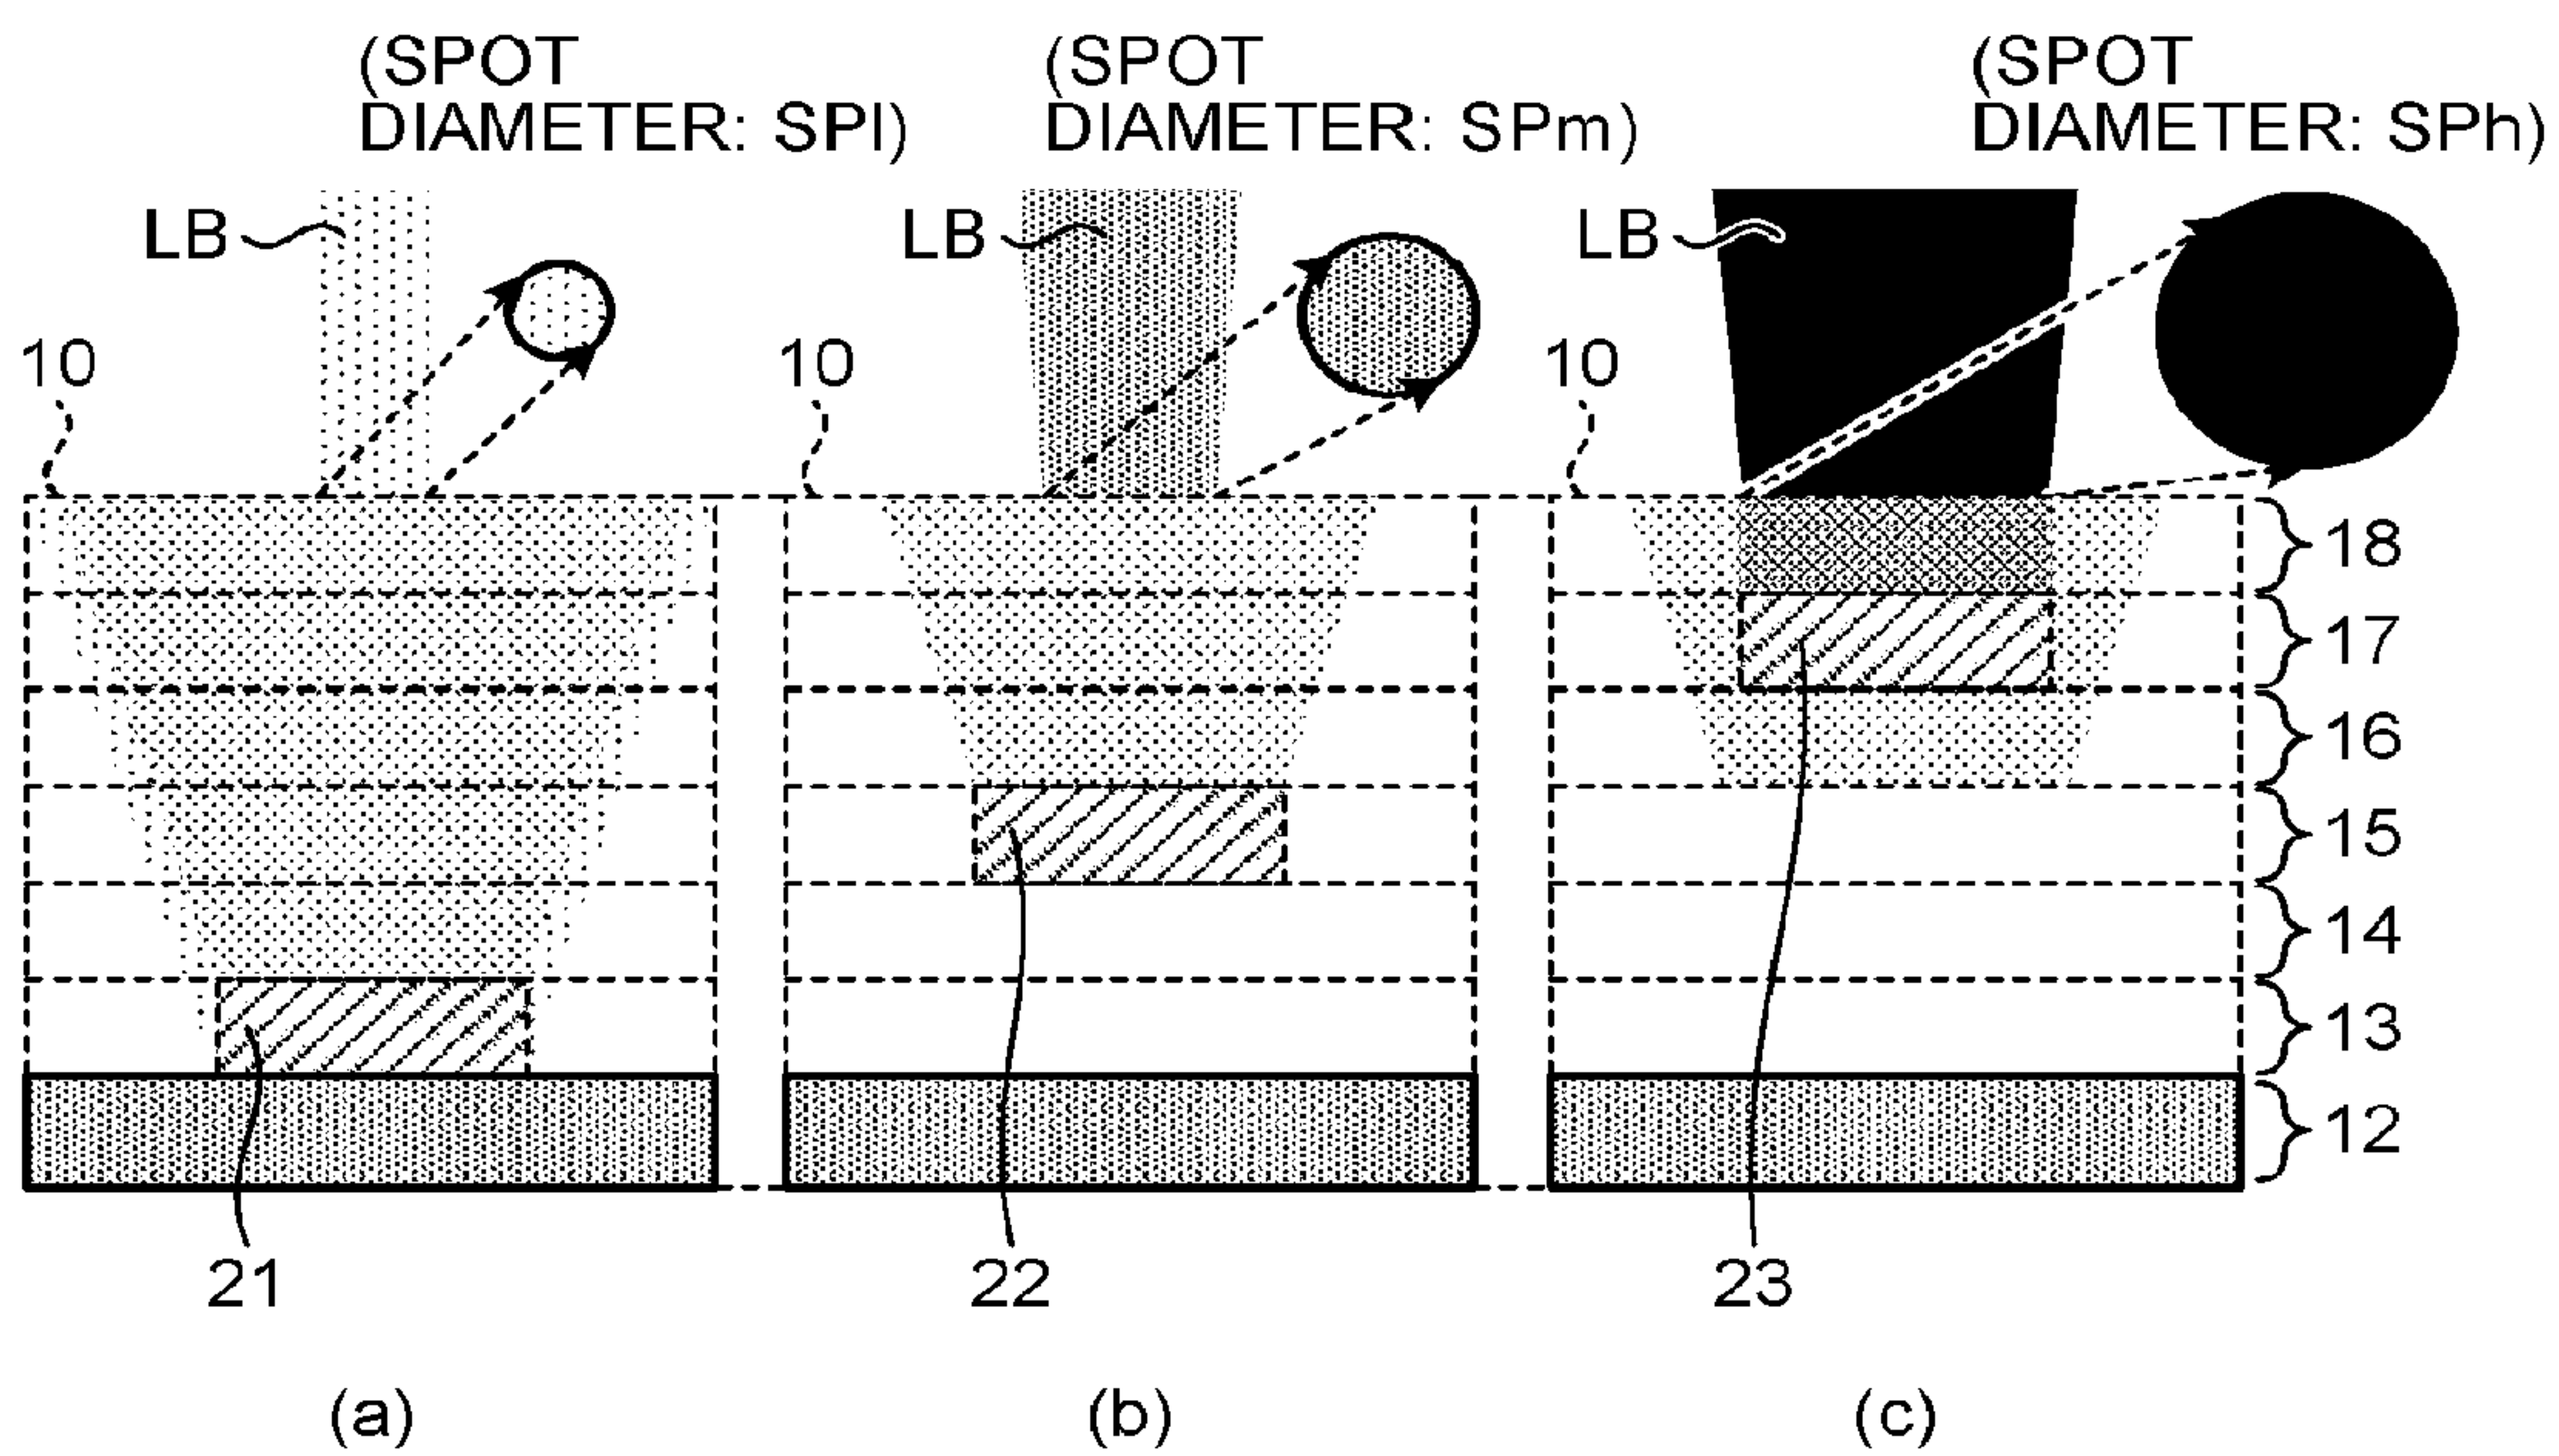 (SPOT
DIAMETER: SPl)
(SPOT
DIAMETER: SPm)
(SPOT
DIAMETER: SPh)
LB
LB
LB
10
10
10
18
17
16
15
14
13
12
21
22
23
(a)
(b)
(c)